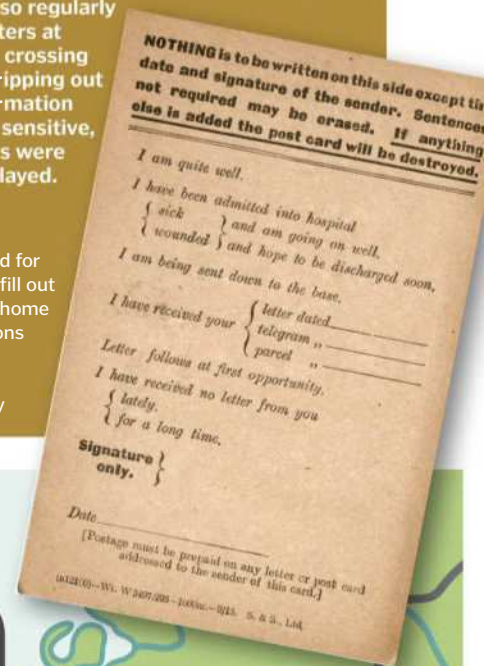 so regularly
ters at
crossing
ripping out
rmation
sensitive,
s were
layed.
d for
fill out
home
ons
NOTHING is to be written on this side except the
date and signature of the sender. Sentences
not required may be erased. If anything
else is added the post card will be destroyed.
I am quite well.
I have been admitted into hospital
{ sick } and am going on well.
{ wounded } and hope to be discharged soon.
I am being sent down to the base.
I have received your { letter dated
telegram „
parcel „
Letter follows at first opportunity.
I have received no letter from you
{ lately.
{ for a long time.
Signature
only. }
Date
[Postage must be prepaid on any letter or post card
addressed to the sender of this card.]
S. & S., Ltd.